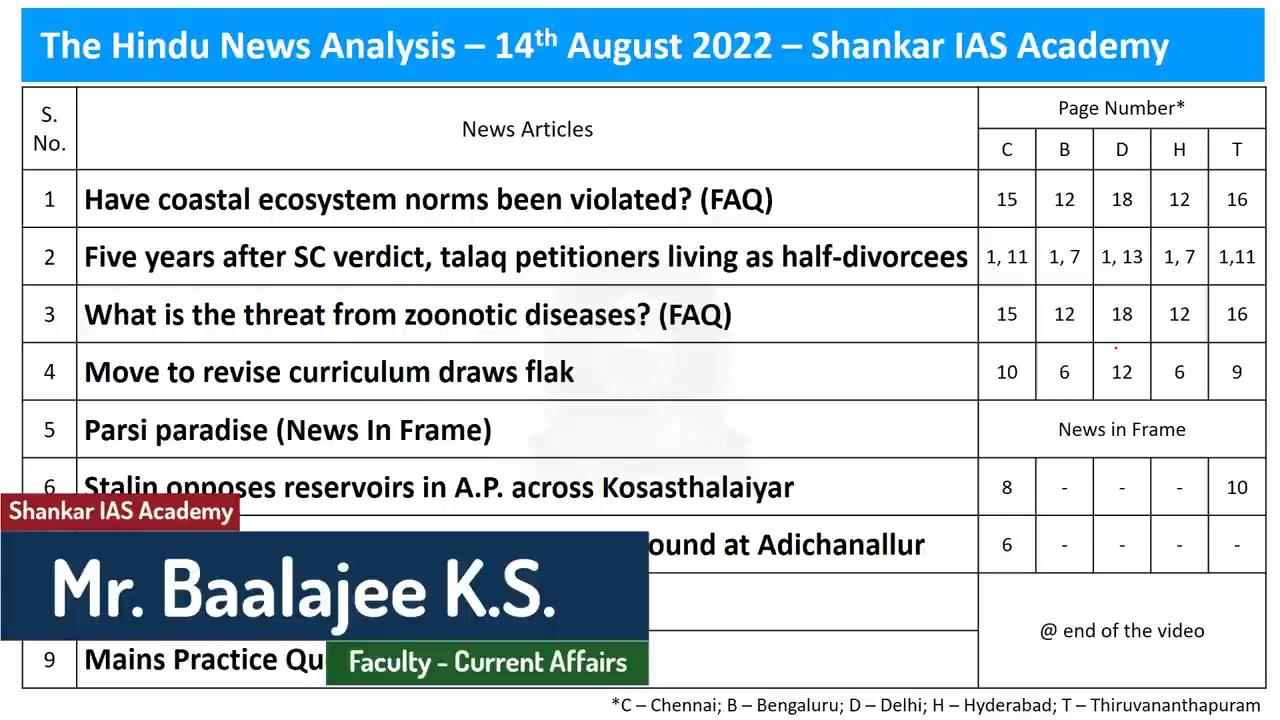 The Hindu News Analysis – 14th August 2022 – Shankar IAS Academy
S. No. News Articles Page Number*
C B D H T
1 Have coastal ecosystem norms been violated? (FAQ) 15 12 18 12 16
2 Five years after SC verdict, talaq petitioners living as half-divorcees 1, 11 1, 7 1, 13 1, 7 1,11
3 What is the threat from zoonotic diseases? (FAQ) 15 12 18 12 16
4 Move to revise curriculum draws flak 10 6 12 6 9
5 Parsi paradise (News In Frame) News in Frame
6 Stalin opposes reservoirs in A.P. across Kosasthalaiyar 8 - - - 10
Shankar IAS Academy
ound at Adichanallur 6 - - - -
Mr. Baalajee K.S.
@ end of the video
9 Mains Practice Qu
Faculty - Current Affairs
*C – Chennai; B – Bengaluru; D – Delhi; H – Hyderabad; T – Thiruvananthapuram